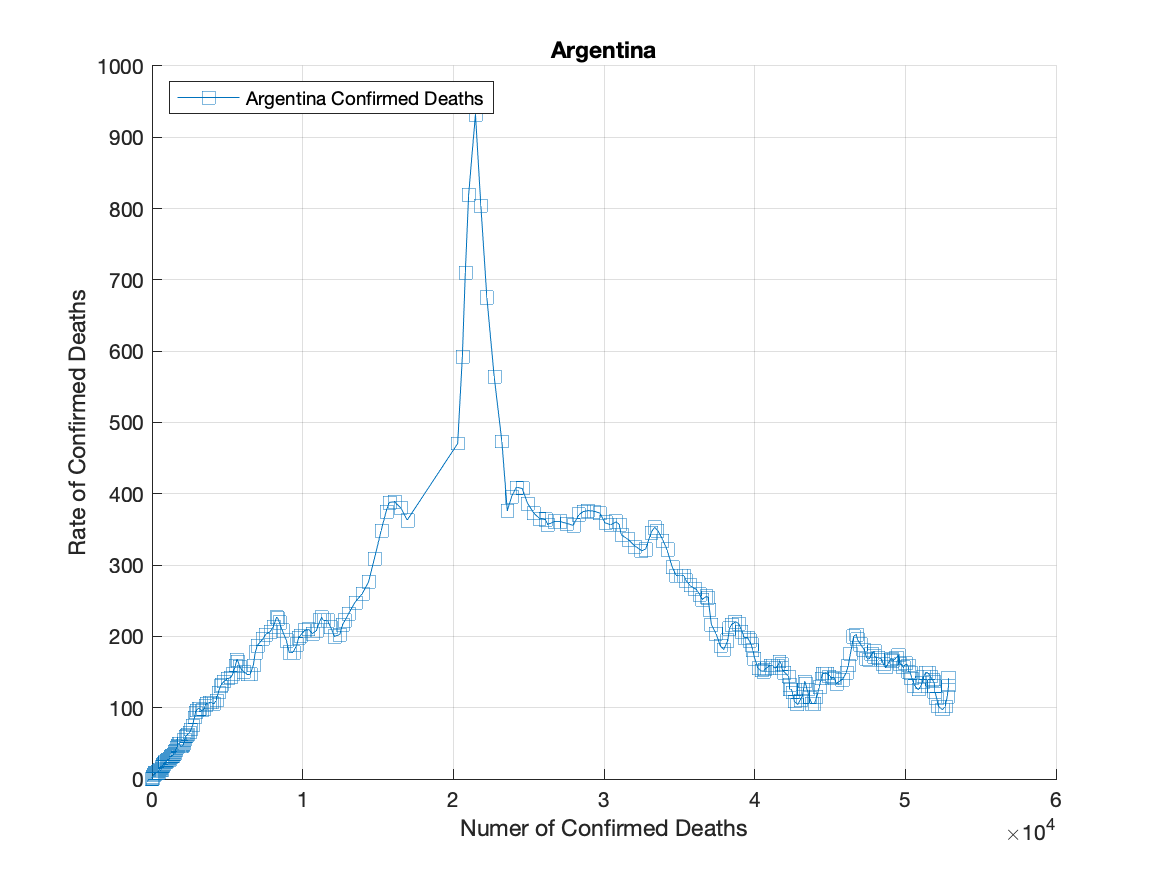 Argentina
Argentina Confirmed Deaths
Rate of Confirmed Deaths
1000
900
800
700
600
500
400
300
200
100
0
0 1 2 3 4 5 6
Numer of Confirmed Deaths
×10⁴